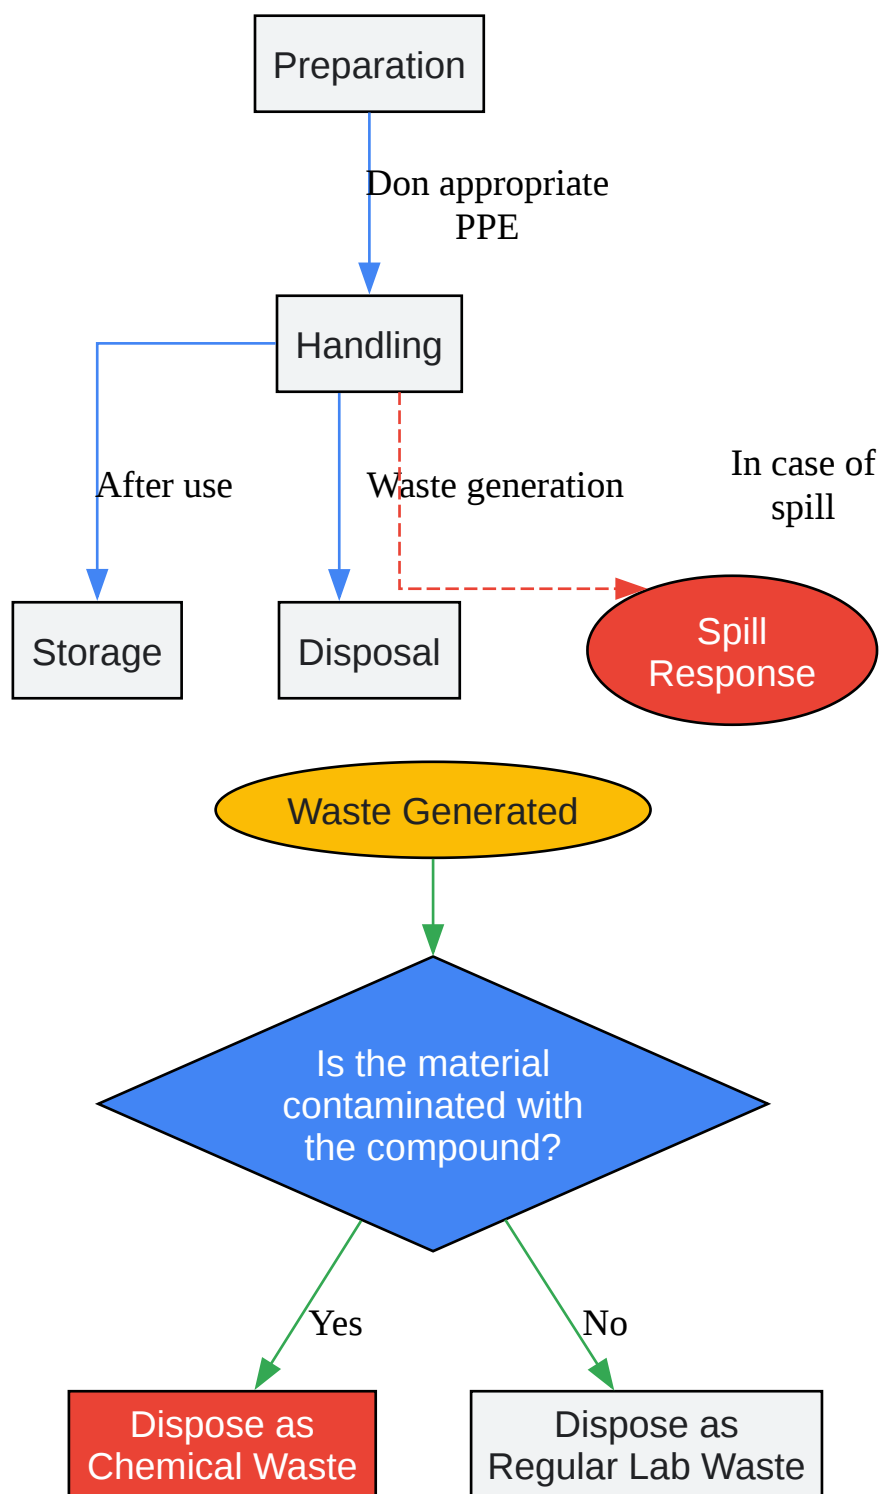 Preparation
Don appropriate
PPE
Handling
After use
Waste generation
In case of
spill
Storage
Disposal
Spill
Response
Waste Generated
Is the material
contaminated with
the compound?
Yes
No
Dispose as
Chemical Waste
Dispose as
Regular Lab Waste